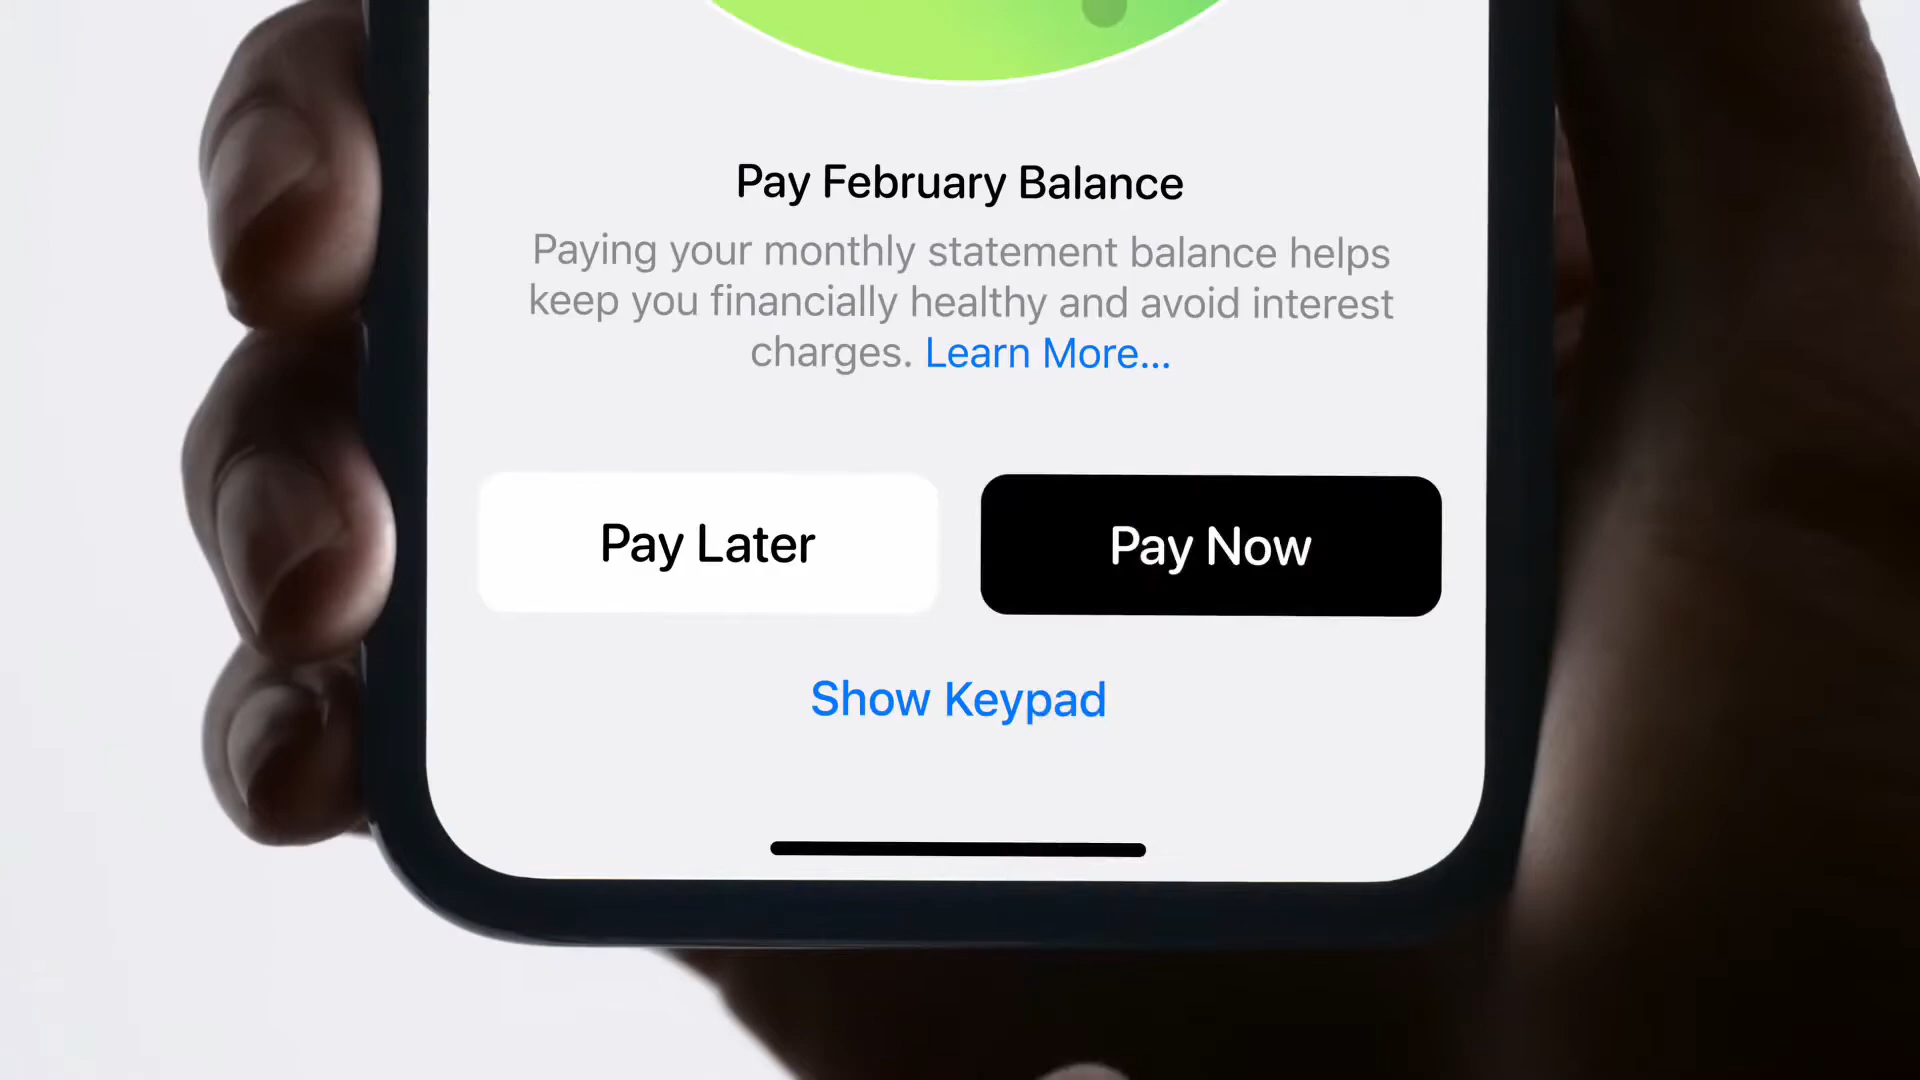 Pay February Balance
Paying your monthly statement balance helps
keep you financially healthy and avoid interest
charges. Learn More...
Pay Later
Pay Now
Show Keypad